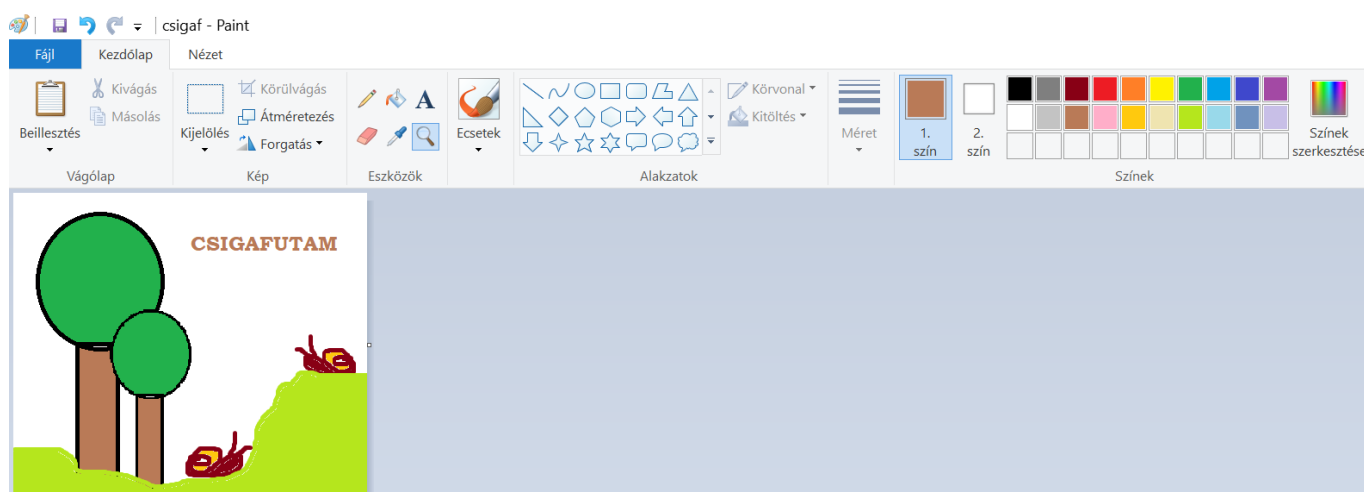 csigaf - Paint
Fájl Kezdőlap Nézet
Beillesztés
Kivágás
Másolás
Vágólap
Kijelölés
Körülvágás
Átméretezés
Forgatás
Kép
A
Eszközök
Ecsetek
Körvonal
Kitöltés
Alakzatok
Méret
1.
szín
2.
szín
Színek
szerkesztése
Színek
CSIGAFUTAM